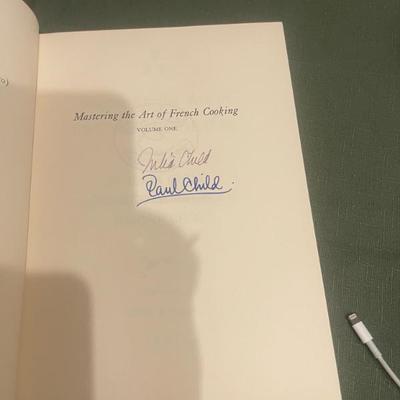 Mastering the Art of French Cooking
VOLUME ONE
Julia Child
Paul Child.